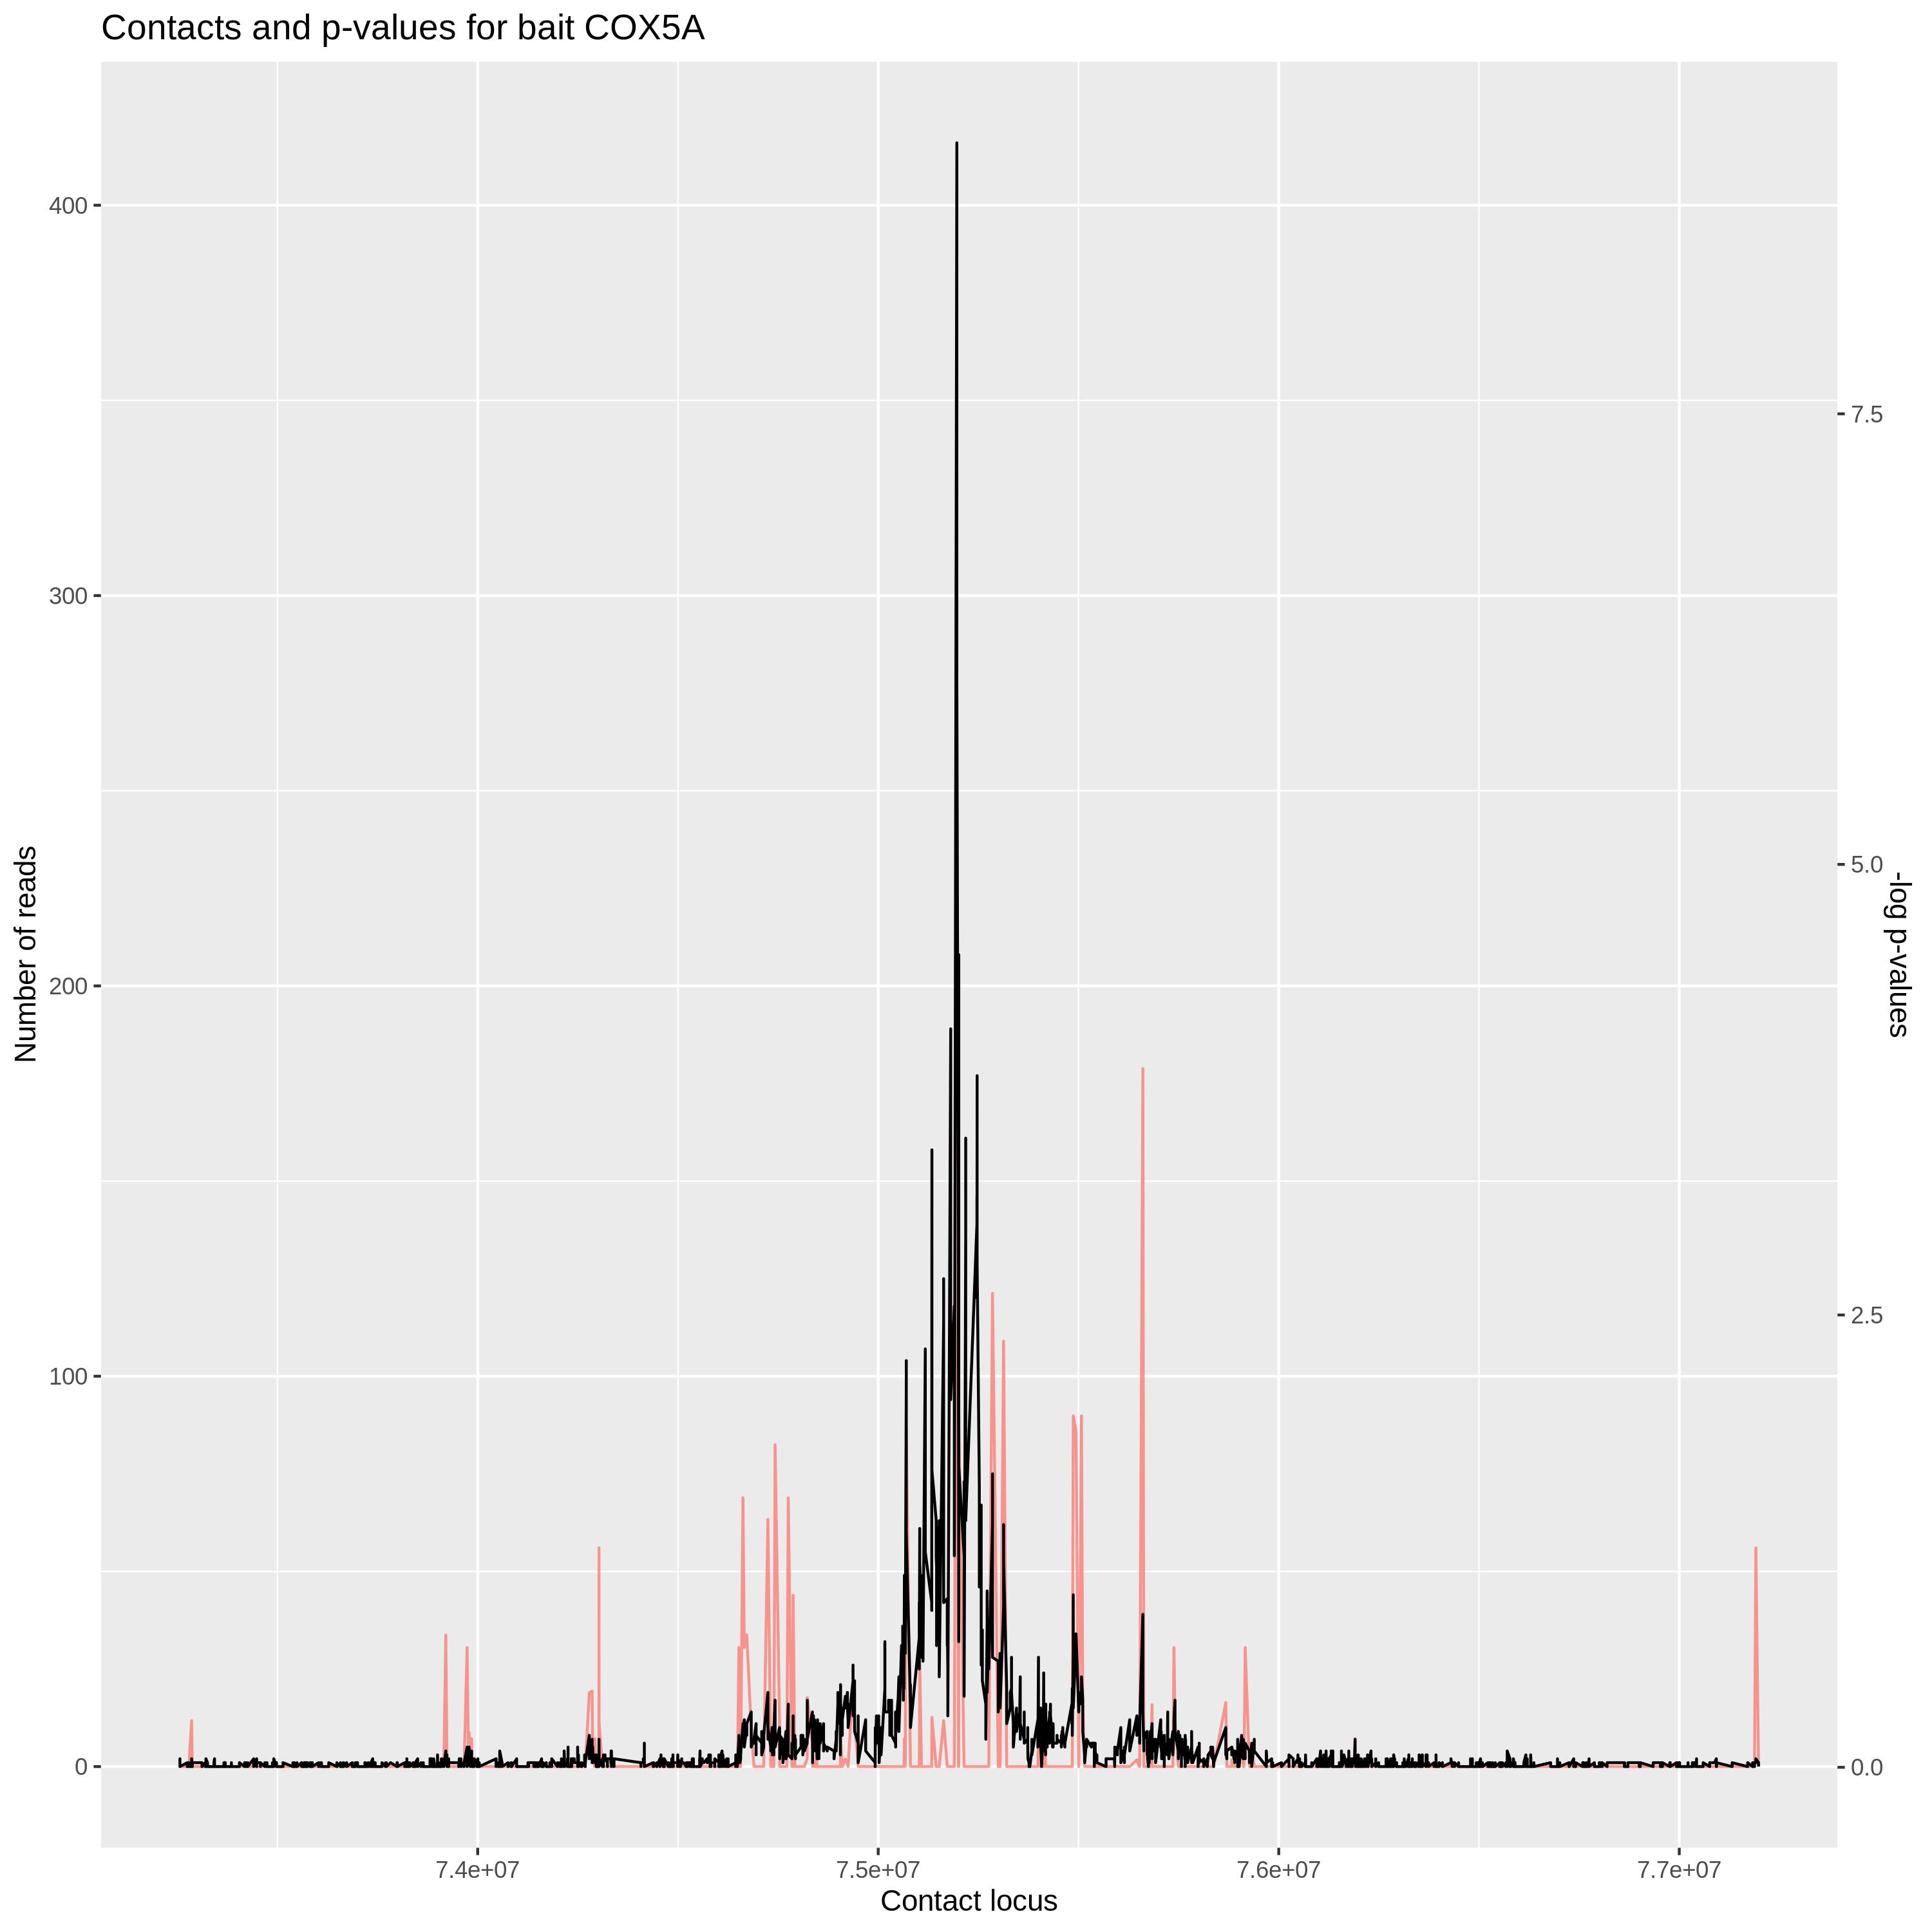 Contacts and p-values for bait COX5A
400
300
200
100
0
Number of reads
7.5
5.0
2.5
0.0
-log p-values
7.4e+07
7.5e+07
7.6e+07
7.7e+07
Contact locus